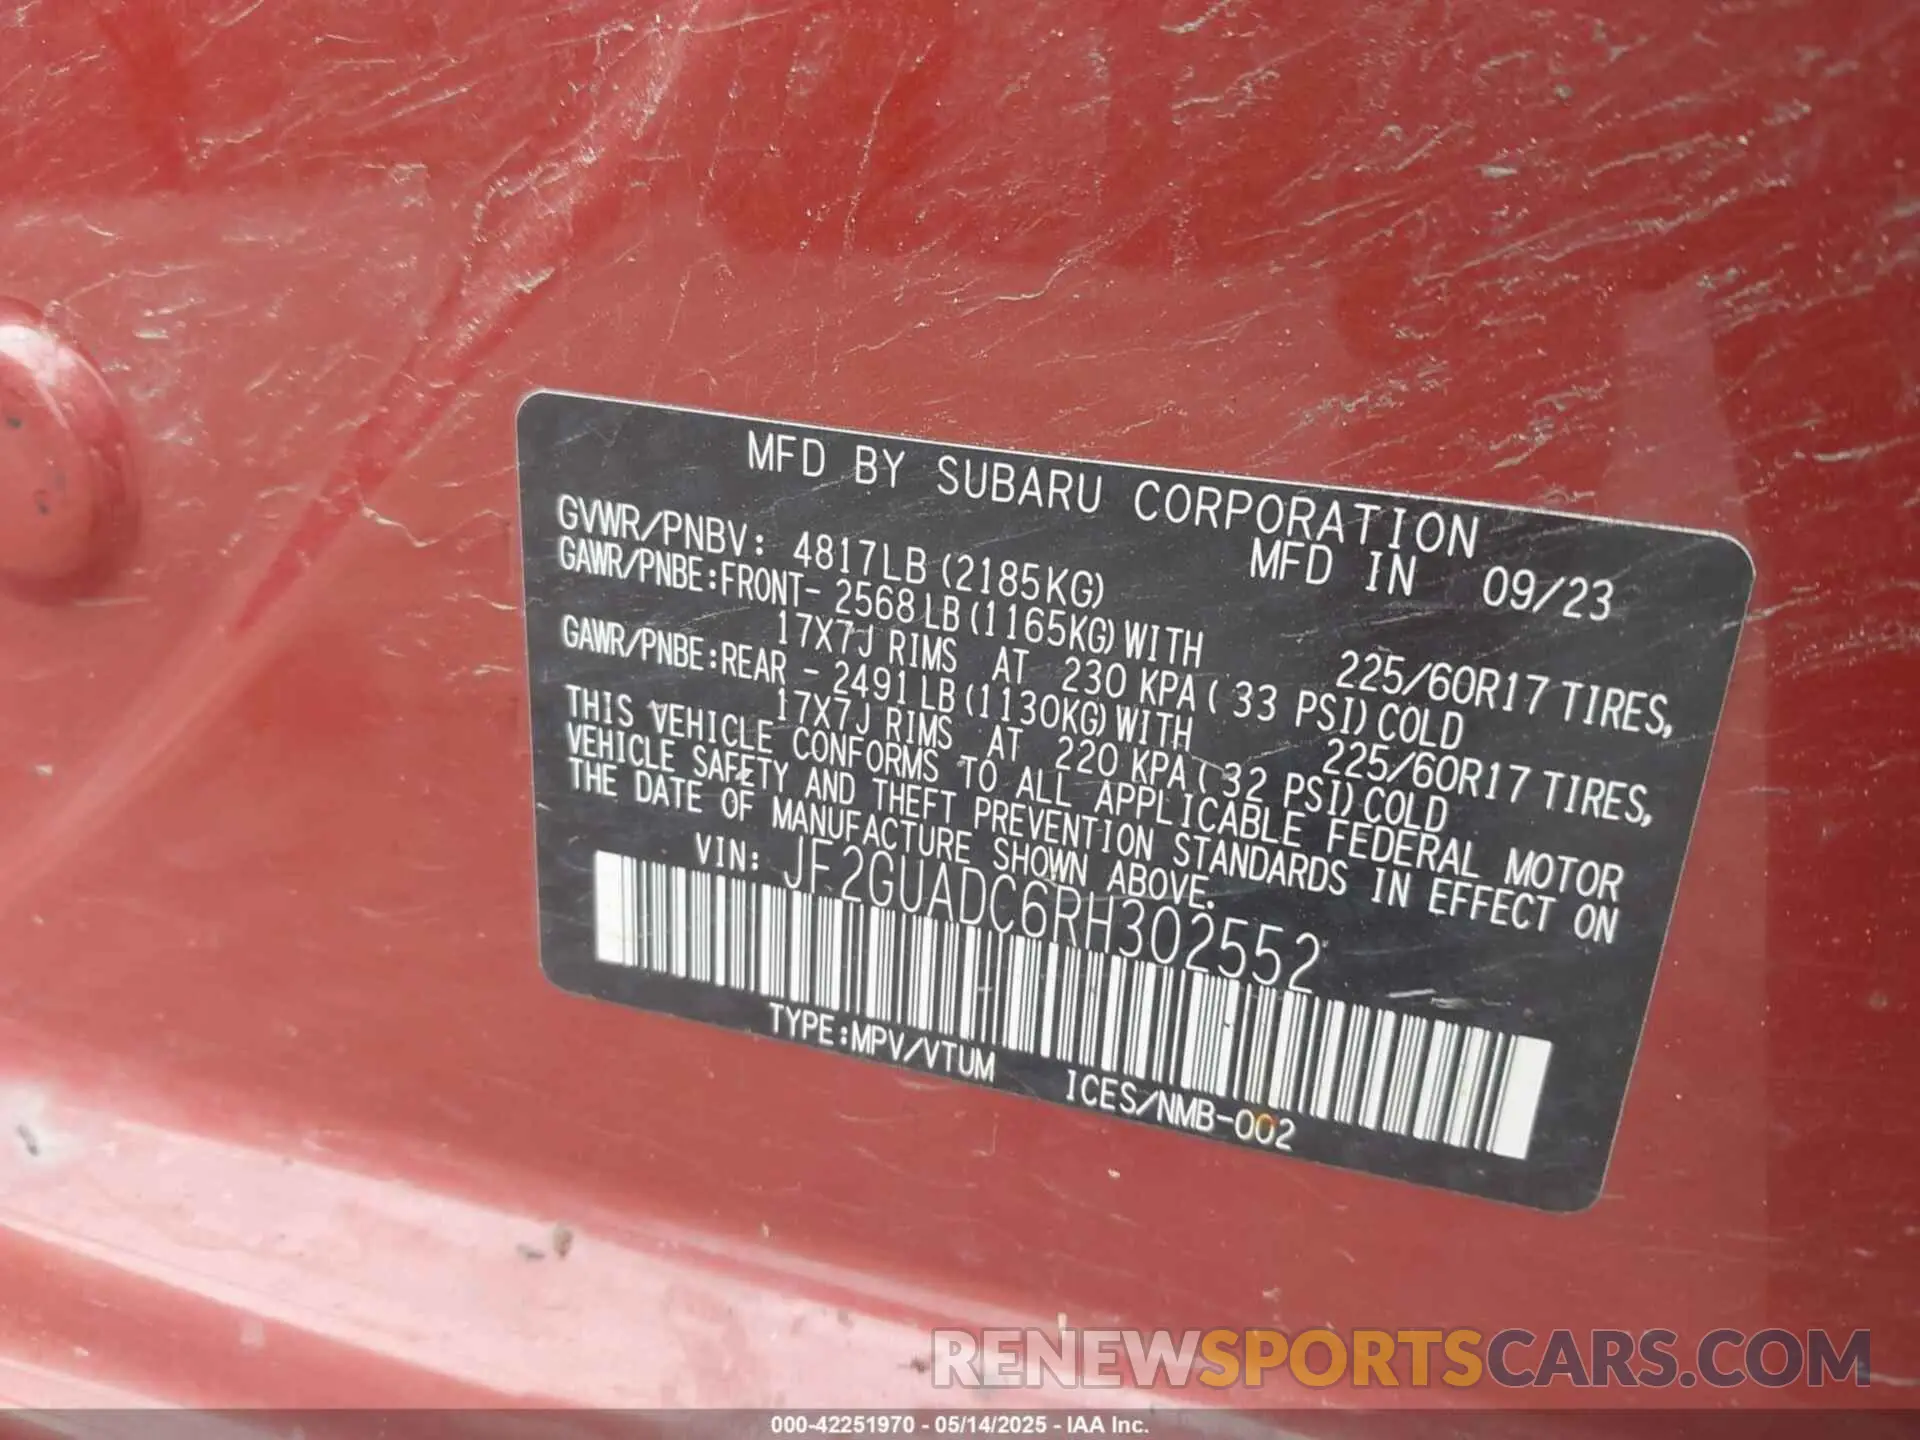 MFD BY SUBARU CORPORATION
GVWR/PNBV: 4817LB (2185KG) MFD IN 09/23
GAWR/PNBE:FRONT- 2568 LB (1165KG) WITH 225/60R17 TIRES,
17X7J RIMS AT 230 KPA ( 33 PSI) COLD
GAWR/PNBE:REAR - 2491 LB (1130KG) WITH 225/60R17 TIRES,
17X7J RIMS AT 220 KPA ( 32 PSI) COLD
THIS VEHICLE CONFORMS TO ALL APPLICABLE FEDERAL MOTOR
VEHICLE SAFETY AND THEFT PREVENTION STANDARDS IN EFFECT ON
THE DATE OF MANUFACTURE SHOWN ABOVE.
VIN: JF2GUADC6RH302552
TYPE:MPV/VTUM ICES/NMB-002
RENEWSPORTSCARS.COM
000-42251970 - 05/14/2025 - IAA Inc.